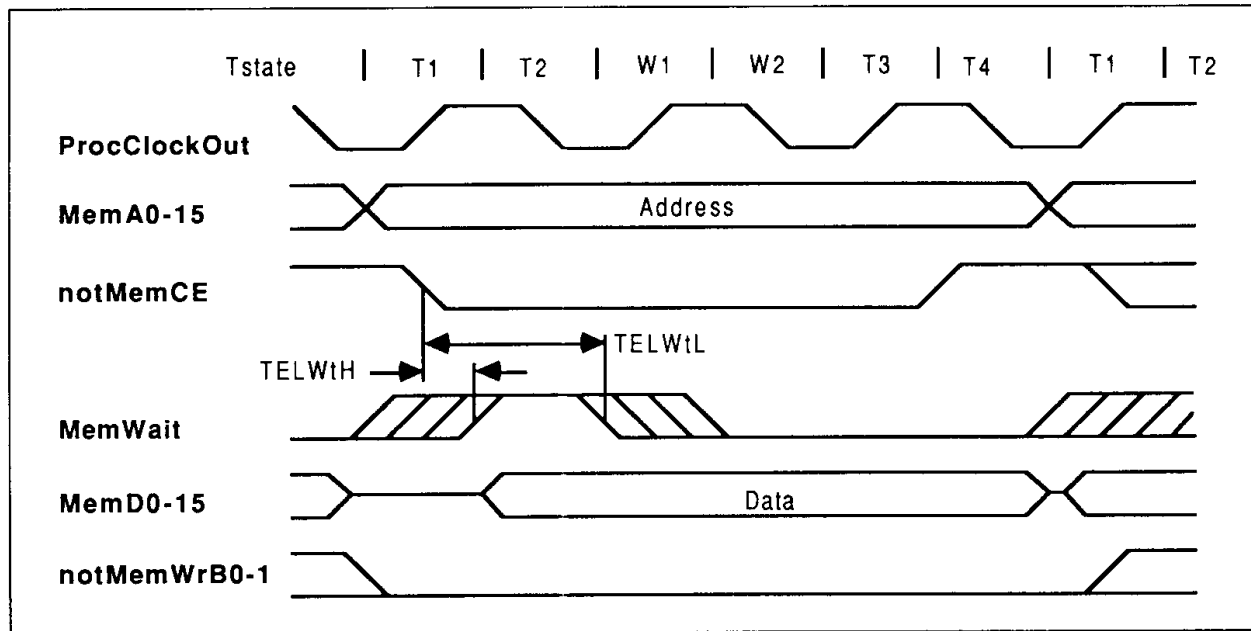 Tstate | T1 | T2 | W1 | W2 | T3 | T4 | T1 | T2
ProcClockOut
MemA0-15
Address
notMemCE
TELWtL
TELWtH
MemWait
MemD0-15
Data
notMemWrB0-1